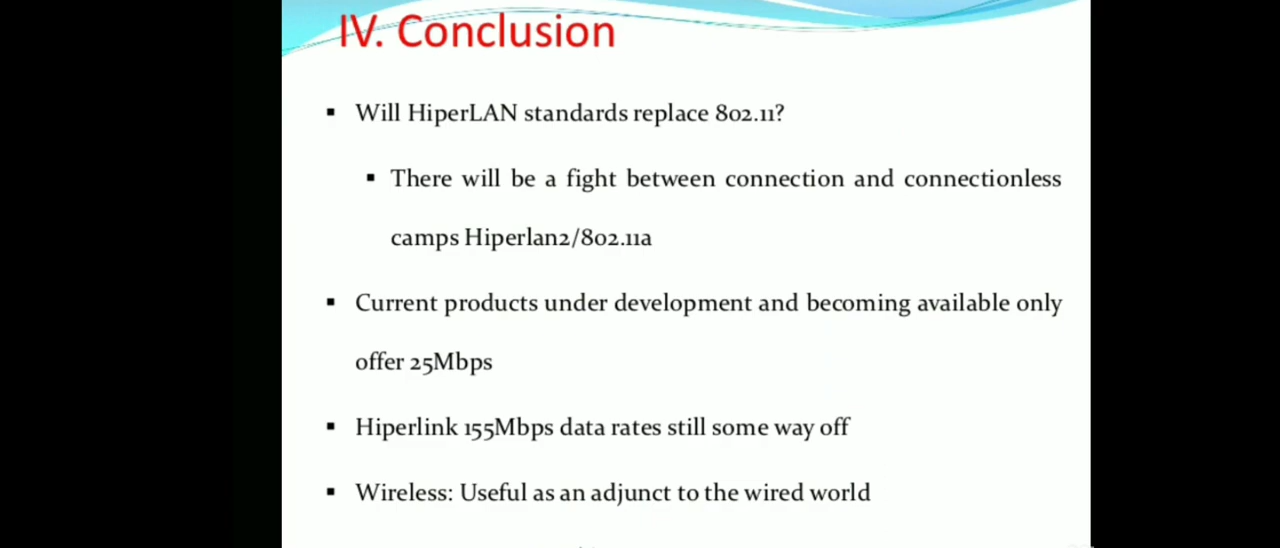 IV. Conclusion
▪ Will HiperLAN standards replace 802.11?
▪ There will be a fight between connection and connectionless
camps Hiperlan2/802.11a
▪ Current products under development and becoming available only
offer 25Mbps
▪ Hiperlink 155Mbps data rates still some way off
▪ Wireless: Useful as an adjunct to the wired world